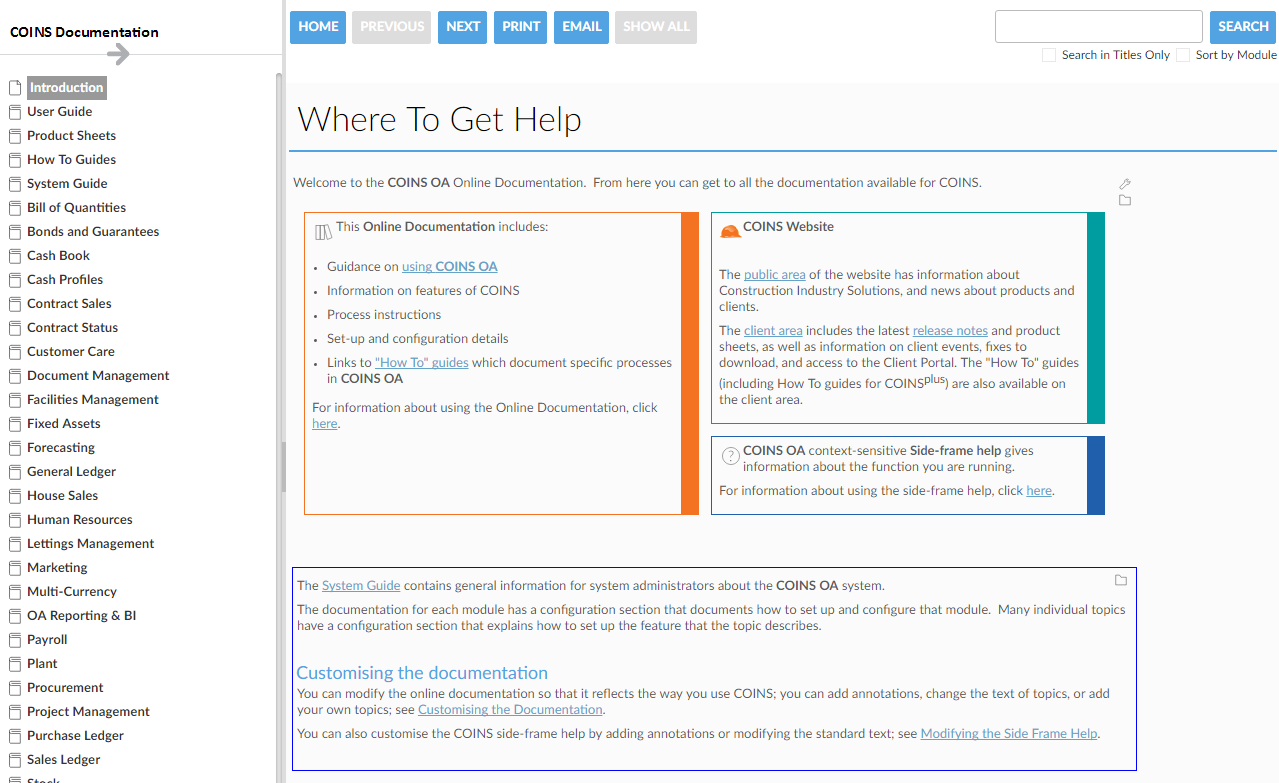 COINS Documentation
Introduction
User Guide
Product Sheets
How To Guides
System Guide
Bill of Quantities
Bonds and Guarantees
Cash Book
Cash Profiles
Contract Sales
Contract Status
Customer Care
Document Management
Facilities Management
Fixed Assets
Forecasting
General Ledger
House Sales
Human Resources
Lettings Management
Marketing
Multi-Currency
OA Reporting & BI
Payroll
Plant
Procurement
Project Management
Purchase Ledger
Sales Ledger
Stock
HOME PREVIOUS NEXT PRINT EMAIL SHOW ALL SEARCH
Search in Titles Only Sort by Module
Where To Get Help
Welcome to the COINS OA Online Documentation.  From here you can get to all the documentation available for COINS.
This Online Documentation includes:
• Guidance on using COINS OA
• Information on features of COINS
• Process instructions
• Set-up and configuration details
• Links to "How To" guides which document specific processes
in COINS OA
For information about using the Online Documentation, click
here.
COINS Website
The public area of the website has information about
Construction Industry Solutions, and news about products and
clients.
The client area includes the latest release notes and product
sheets, as well as information on client events, fixes to
download, and access to the Client Portal. The "How To" guides
(including How To guides for COINSplus) are also available on
the client area.
COINS OA context-sensitive Side-frame help gives
information about the function you are running.
For information about using the side-frame help, click here.
The System Guide contains general information for system administrators about the COINS OA system.
The documentation for each module has a configuration section that documents how to set up and configure that module.  Many individual topics
have a configuration section that explains how to set up the feature that the topic describes.
Customising the documentation
You can modify the online documentation so that it reflects the way you use COINS; you can add annotations, change the text of topics, or add
your own topics; see Customising the Documentation.
You can also customise the COINS side-frame help by adding annotations or modifying the standard text; see Modifying the Side Frame Help.